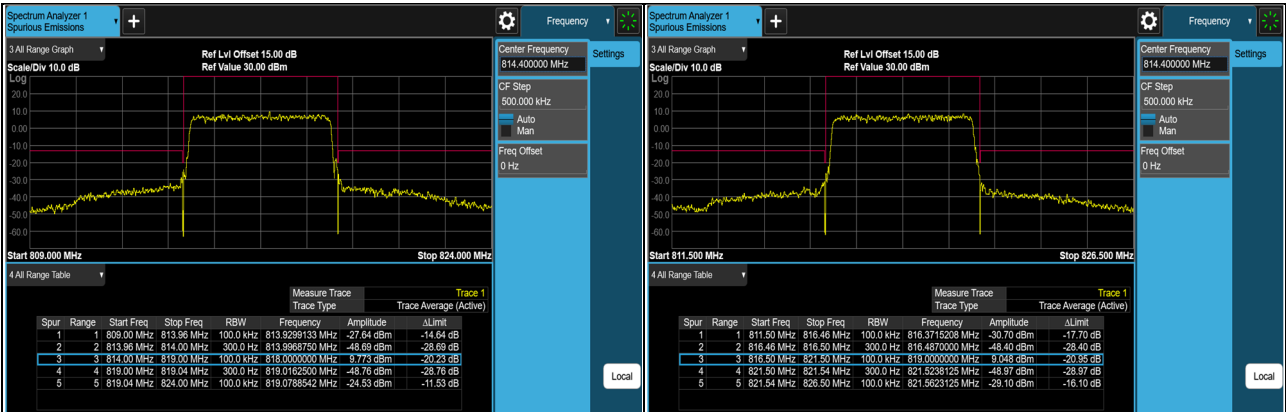 Spectrum Analyzer 1
Spurious Emissions
Frequency
3 All Range Graph
Ref Lvl Offset 15.00 dB
Scale/Div 10.0 dB
Ref Value 30.00 dBm
Log
20.0
10.0
0.00
-10.0
-20.0
-30.0
-40.0
-50.0
-60.0
Start 809.000 MHz
Stop 824.000 MHz
4 All Range Table
Measure Trace Trace 1
Trace Type Trace Average (Active)
Spur Range Start Freq Stop Freq RBW Frequency Amplitude ΔLimit
1 1 809.00 MHz 813.96 MHz 100.0 kHz 813.9299133 MHz -27.64 dBm -14.64 dB
2 2 813.96 MHz 814.00 MHz 300.0 Hz 813.9968750 MHz -48.69 dBm -28.69 dB
3 3 814.00 MHz 819.00 MHz 100.0 kHz 818.0000000 MHz 9.773 dBm -20.23 dB
4 4 819.00 MHz 819.04 MHz 300.0 Hz 819.0162500 MHz -48.76 dBm -28.76 dB
5 5 819.04 MHz 824.00 MHz 100.0 kHz 819.0788542 MHz -24.53 dBm -11.53 dB
Center Frequency
814.400000 MHz
Settings
CF Step
500.000 kHz
Auto
Man
Freq Offset
0 Hz
Local
Spectrum Analyzer 1
Spurious Emissions
Frequency
3 All Range Graph
Ref Lvl Offset 15.00 dB
Scale/Div 10.0 dB
Ref Value 30.00 dBm
Log
20.0
10.0
0.00
-10.0
-20.0
-30.0
-40.0
-50.0
-60.0
Start 811.500 MHz
Stop 826.500 MHz
4 All Range Table
Measure Trace Trace 1
Trace Type Trace Average (Active)
Spur Range Start Freq Stop Freq RBW Frequency Amplitude ΔLimit
1 1 811.50 MHz 816.46 MHz 100.0 kHz 816.3715208 MHz -30.70 dBm -17.70 dB
2 2 816.46 MHz 816.50 MHz 300.0 Hz 816.4870000 MHz -48.40 dBm -28.40 dB
3 3 816.50 MHz 821.50 MHz 100.0 kHz 819.0000000 MHz 9.048 dBm -20.95 dB
4 4 821.50 MHz 821.54 MHz 300.0 Hz 821.5238125 MHz -48.97 dBm -28.97 dB
5 5 821.54 MHz 826.50 MHz 100.0 kHz 821.5623125 MHz -29.10 dBm -16.10 dB
Center Frequency
814.400000 MHz
Settings
CF Step
500.000 kHz
Auto
Man
Freq Offset
0 Hz
Local